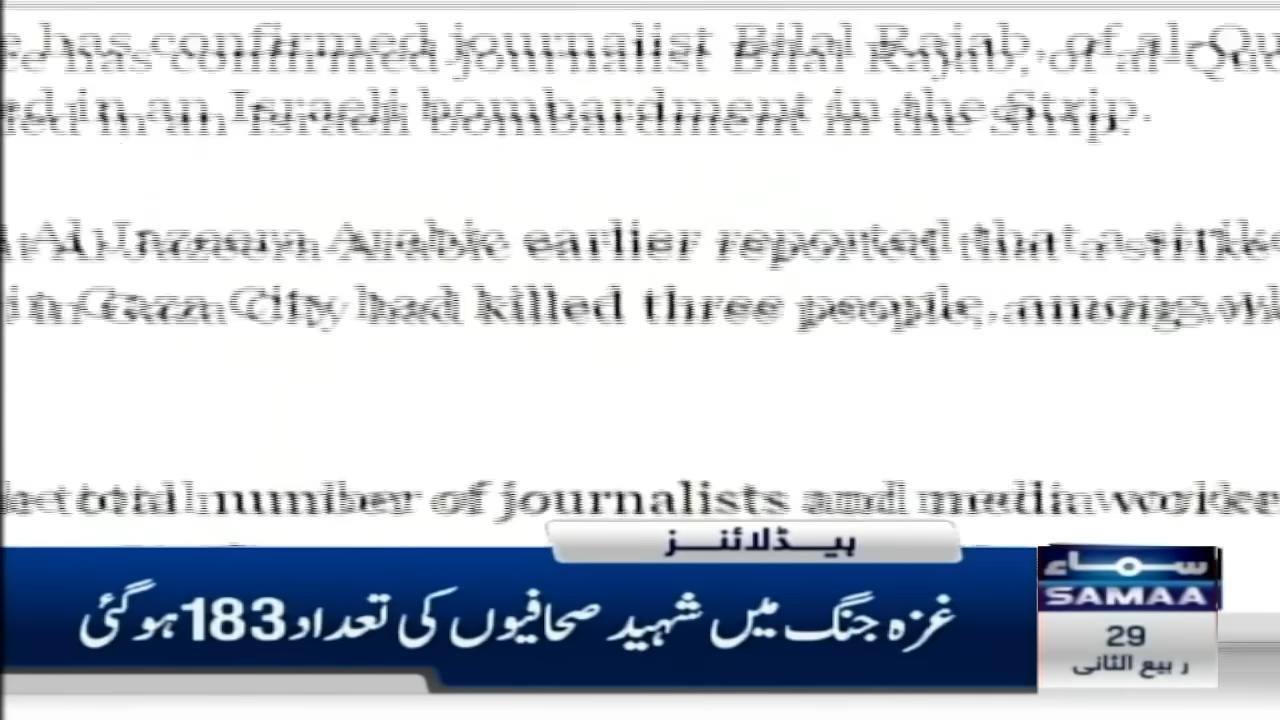 has confirmed journalist Bilal Rajab, of al-Qu
in an Israeli bombardment in the Strip.
Al Jazeera Arabic earlier reported that a strike
in Gaza City had killed three people, among
total number of journalists and media worke
ہیڈلائنز
غزہ جنگ میں شہید صحافیوں کی تعداد 183 ہوگئی
سماء
SAMAA
29
ربیع الثانی